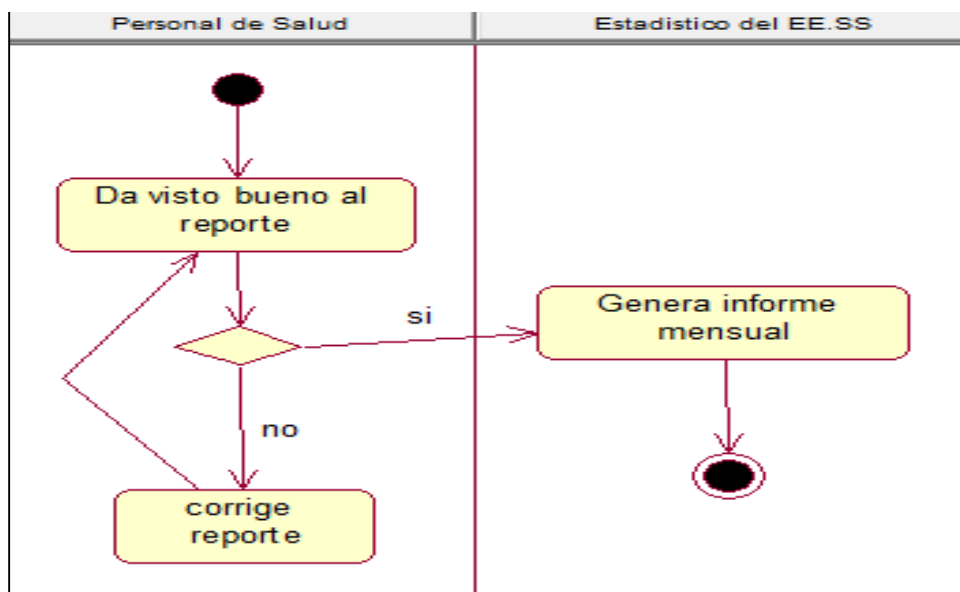 Personal de Salud
Estadistico del EE.SS
Da visto bueno al
reporte
si
Genera informe
mensual
no
corrige
reporte